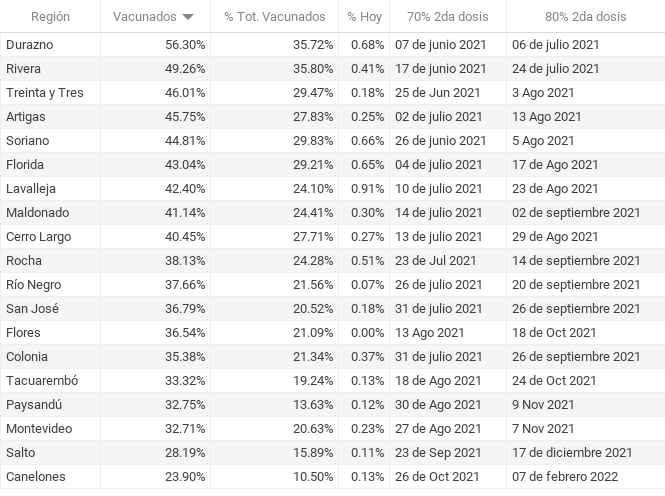 Región Vacunados % Tot. Vacunados % Hoy 70% 2da dosis 80% 2da dosis
Durazno 56.30% 35.72% 0.68% 07 de junio 2021 06 de julio 2021
Rivera 49.26% 35.80% 0.41% 17 de junio 2021 24 de julio 2021
Treinta y Tres 46.01% 29.47% 0.18% 25 de Jun 2021 3 Ago 2021
Artigas 45.75% 27.83% 0.25% 02 de julio 2021 13 Ago 2021
Soriano 44.81% 29.83% 0.66% 26 de junio 2021 5 Ago 2021
Florida 43.04% 29.21% 0.65% 04 de julio 2021 17 de Ago 2021
Lavalleja 42.40% 24.10% 0.91% 10 de julio 2021 23 de Ago 2021
Maldonado 41.14% 24.41% 0.30% 14 de julio 2021 02 de septiembre 2021
Cerro Largo 40.45% 27.71% 0.27% 13 de julio 2021 29 de Ago 2021
Rocha 38.13% 24.28% 0.51% 23 de Jul 2021 14 de septiembre 2021
Río Negro 37.66% 21.56% 0.07% 26 de julio 2021 20 de septiembre 2021
San José 36.79% 20.52% 0.18% 31 de julio 2021 26 de septiembre 2021
Flores 36.54% 21.09% 0.00% 13 Ago 2021 18 de Oct 2021
Colonia 35.38% 21.34% 0.37% 31 de julio 2021 26 de septiembre 2021
Tacuarembó 33.32% 19.24% 0.13% 18 de Ago 2021 24 de Oct 2021
Paysandú 32.75% 13.63% 0.12% 30 de Ago 2021 9 Nov 2021
Montevideo 32.71% 20.63% 0.23% 27 de Ago 2021 7 Nov 2021
Salto 28.19% 15.89% 0.11% 23 de Sep 2021 17 de diciembre 2021
Canelones 23.90% 10.50% 0.13% 26 de Oct 2021 07 de febrero 2022